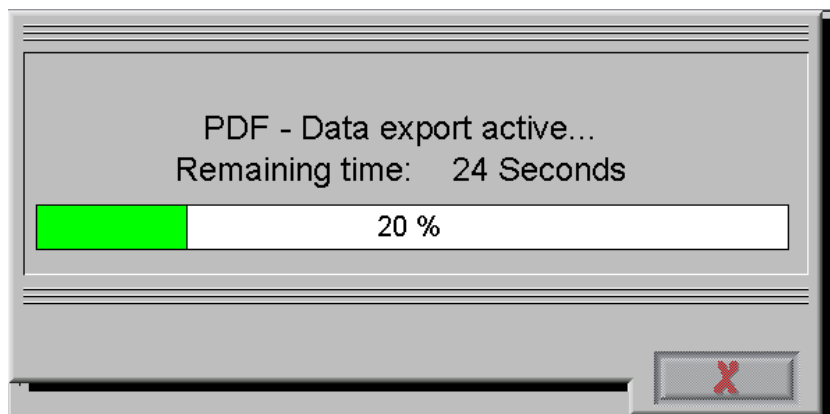 PDF - Data export active...
Remaining time: 24 Seconds
20 %